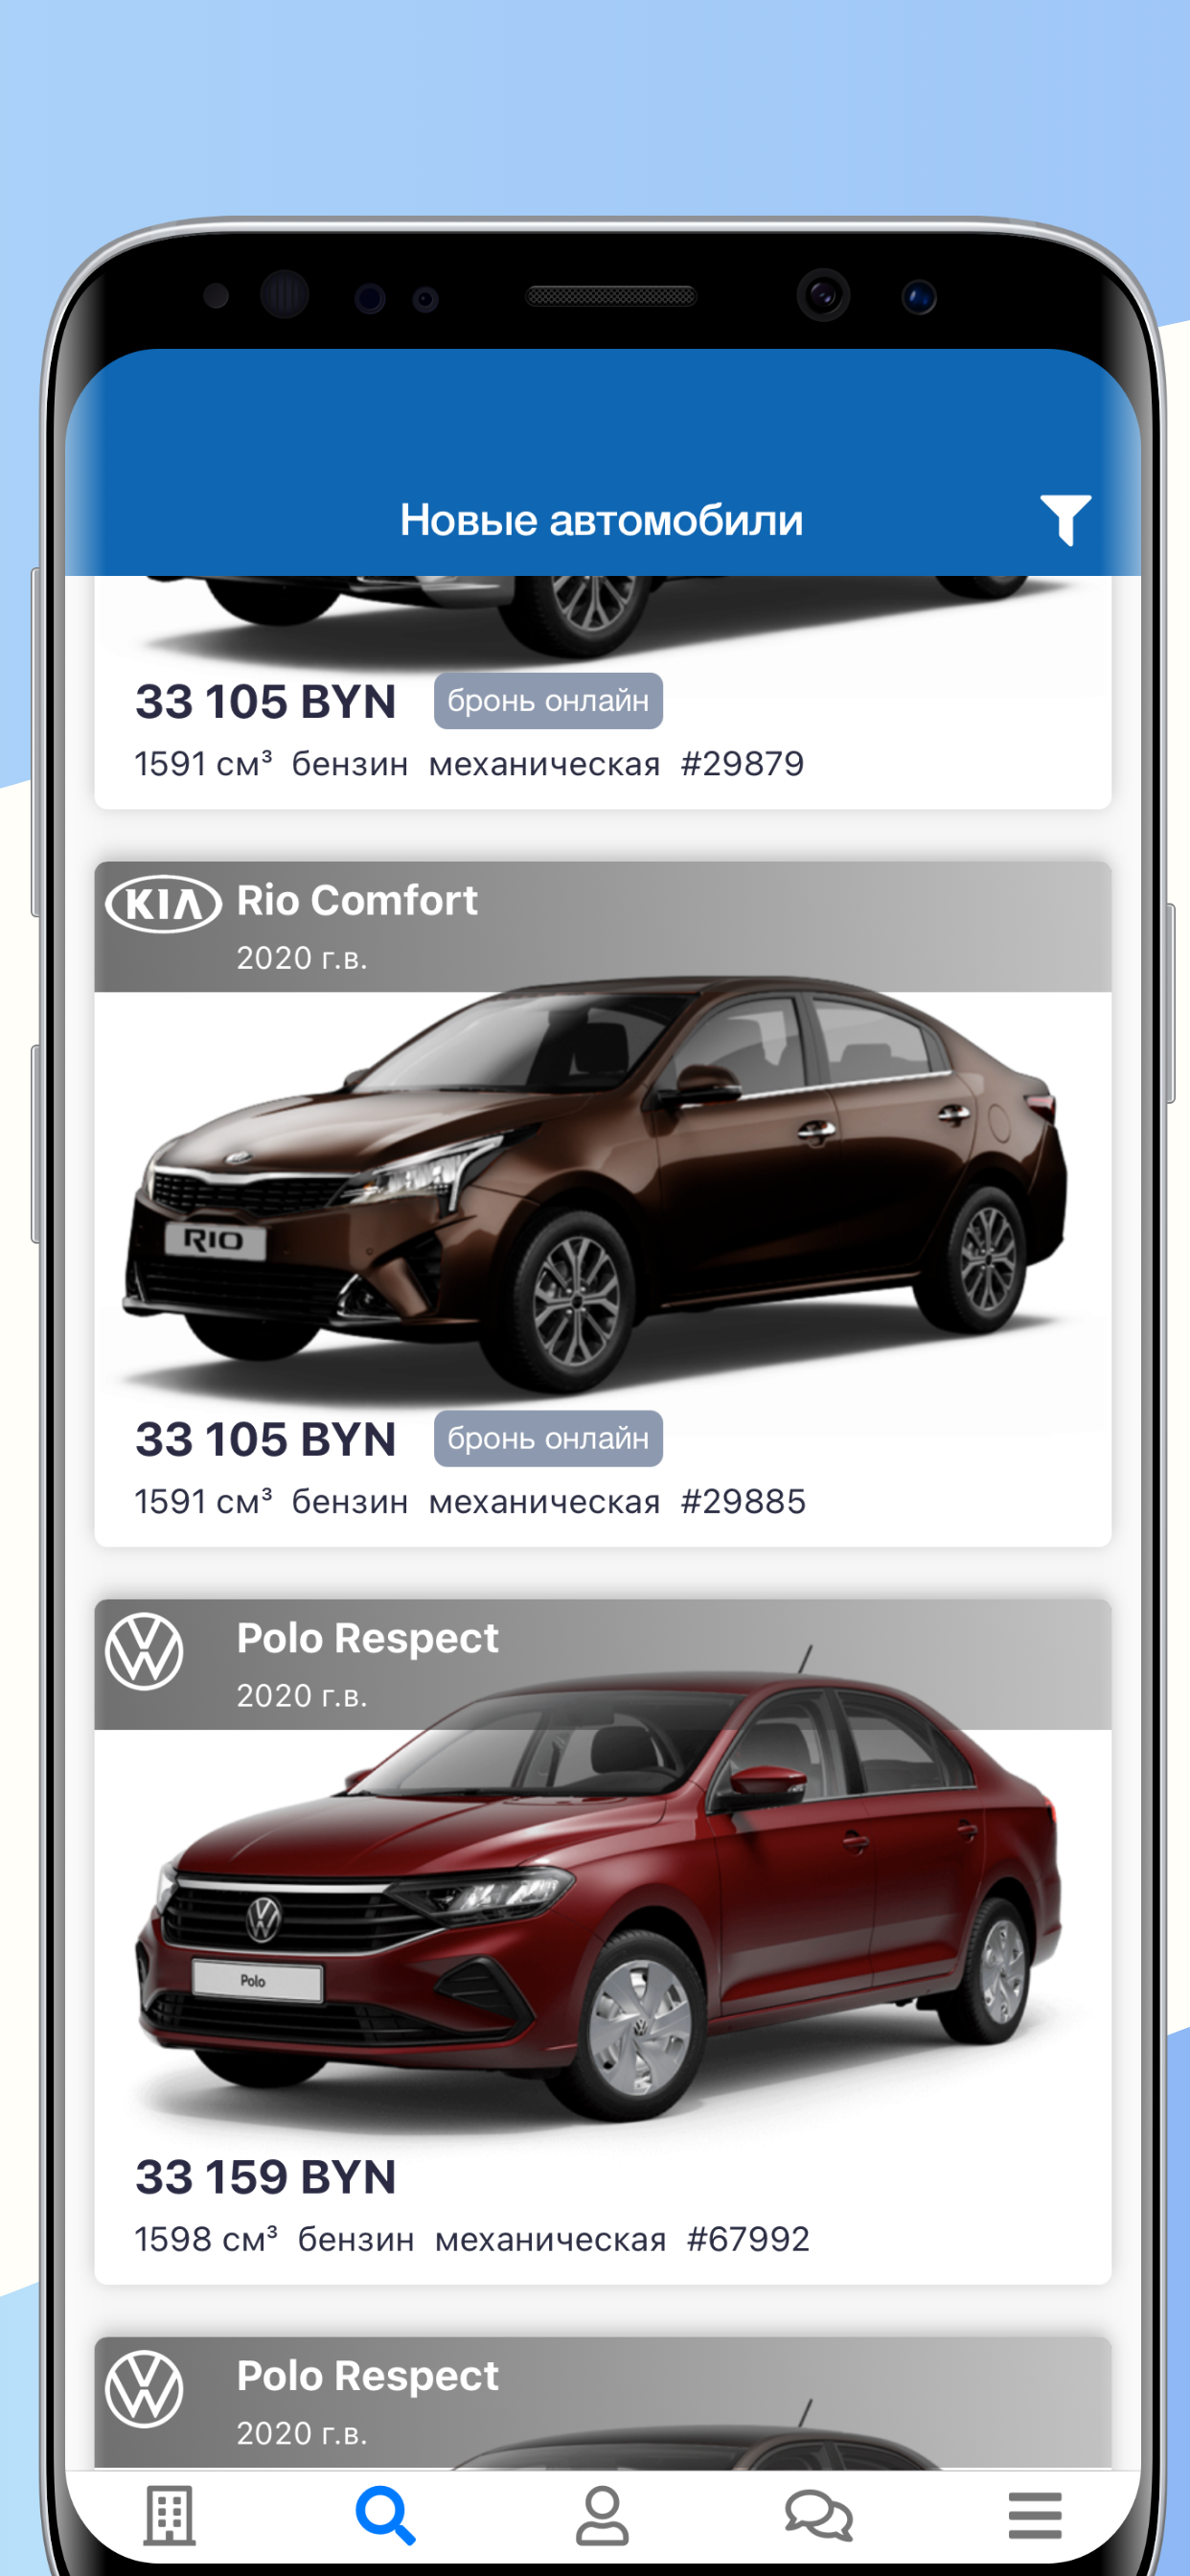 Новые автомобили
33 105 BYN бронь онлайн
1591 см³ бензин механическая #29879
KIA Rio Comfort
2020 г.в.
RIO
33 105 BYN бронь онлайн
1591 см³ бензин механическая #29885
Polo Respect
2020 г.в.
Polo
33 159 BYN
1598 см³ бензин механическая #67992
Polo Respect
2020 г.в.